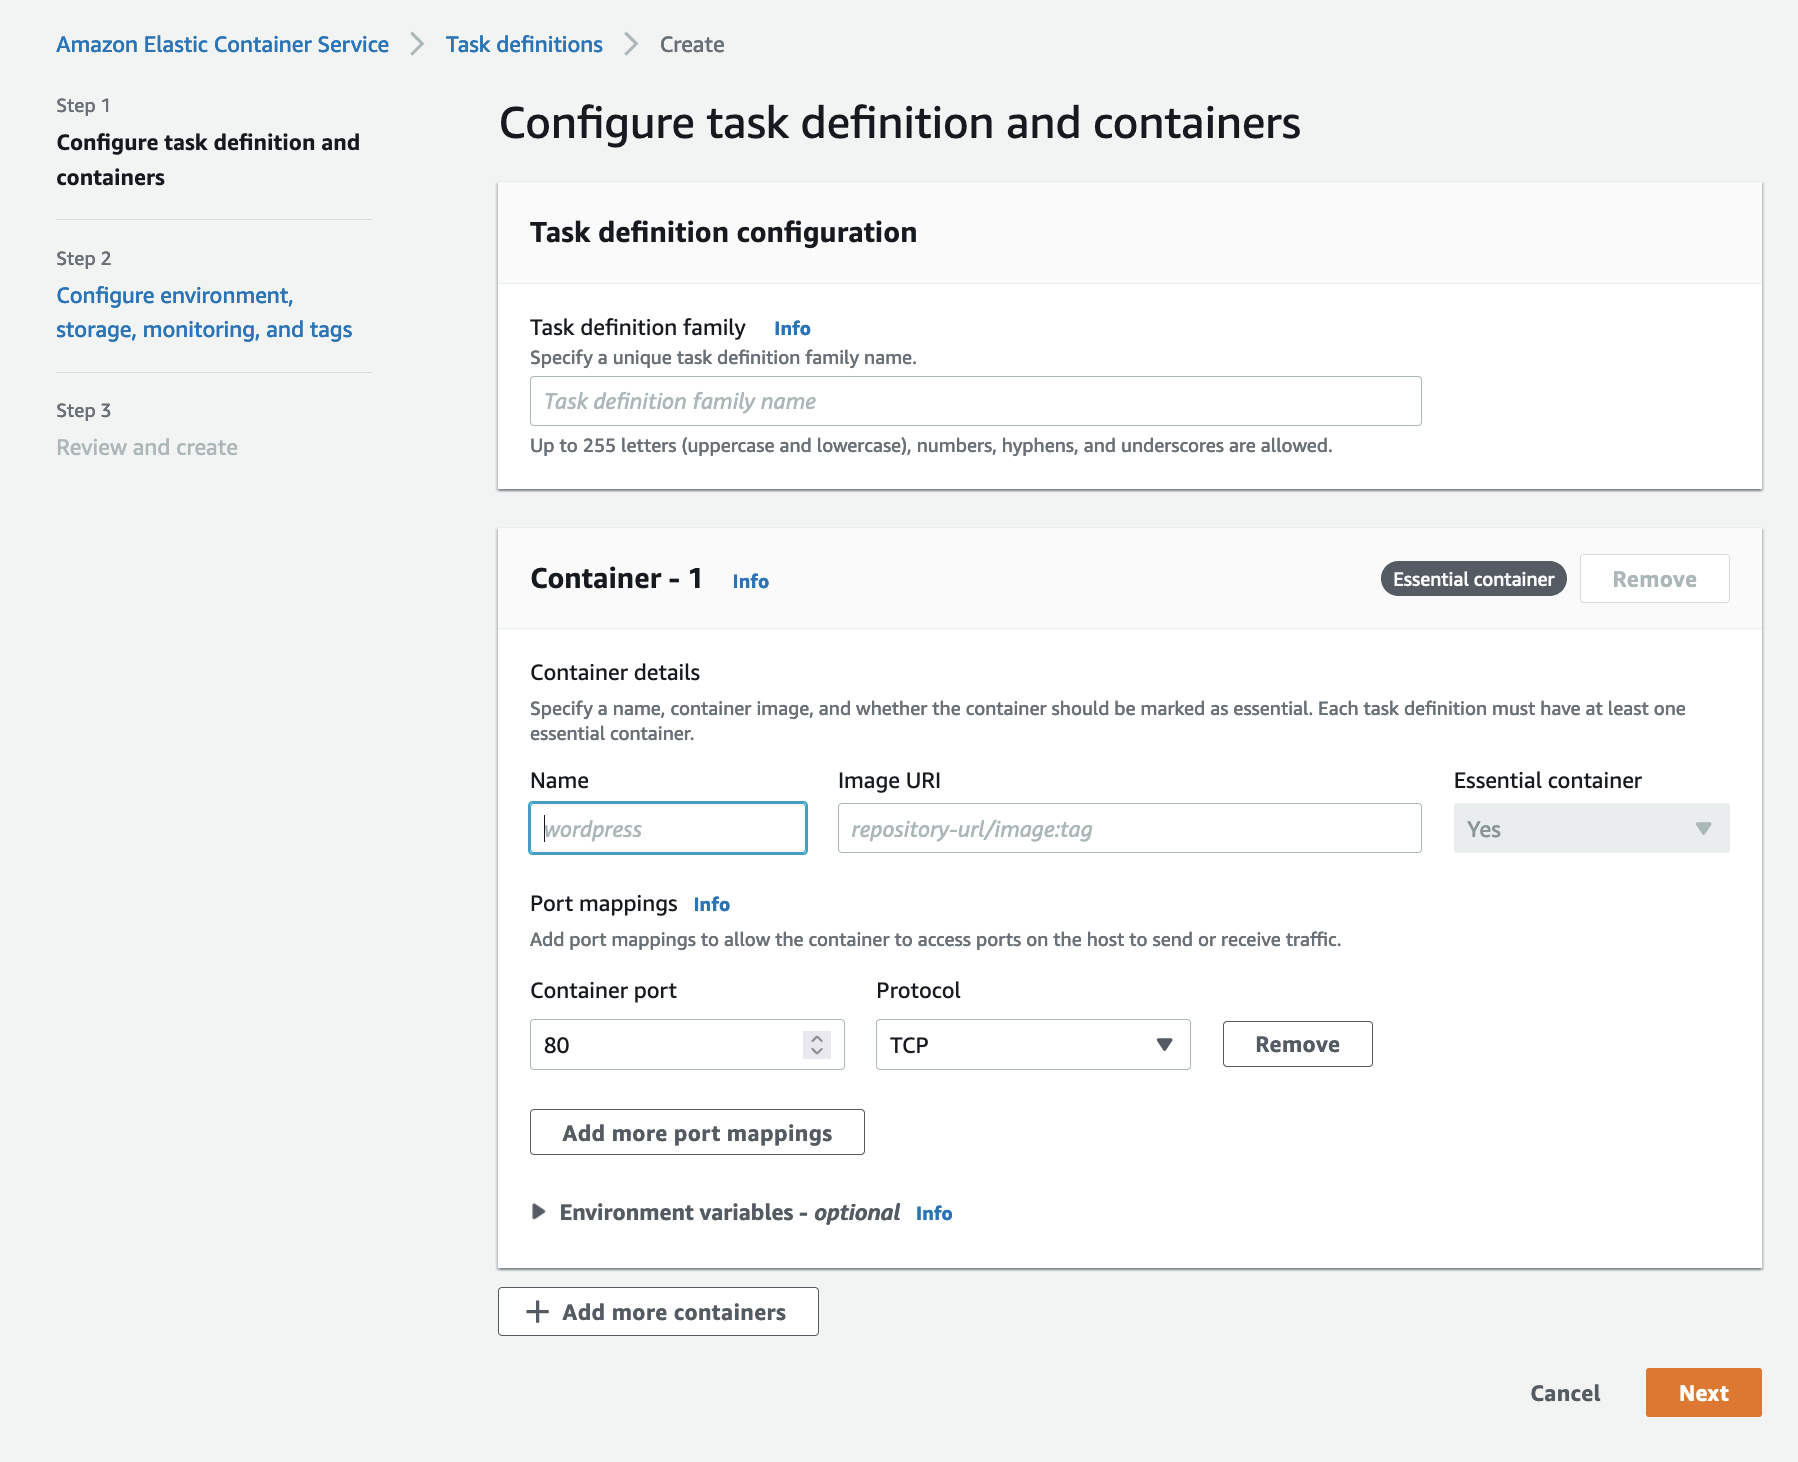 Amazon Elastic Container Service > Task definitions > Create
Step 1
Configure task definition and
containers
Step 2
Configure environment,
storage, monitoring, and tags
Step 3
Review and create
Configure task definition and containers
Task definition configuration
Task definition family Info
Specify a unique task definition family name.
Task definition family name
Up to 255 letters (uppercase and lowercase), numbers, hyphens, and underscores are allowed.
Container - 1 Info Essential container Remove
Container details
Specify a name, container image, and whether the container should be marked as essential. Each task definition must have at least one
essential container.
Name Image URI Essential container
wordpress repository-url/image:tag Yes
Port mappings Info
Add port mappings to allow the container to access ports on the host to send or receive traffic.
Container port Protocol
80 TCP Remove
Add more port mappings
Environment variables - optional Info
Add more containers
Cancel Next